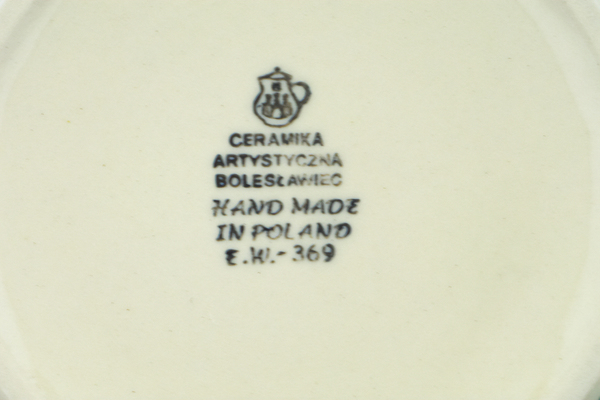 CERAMIKA
ARTYSTYCZNA
BOLESŁAWIEC
HAND MADE
IN POLAND
E.W.-369